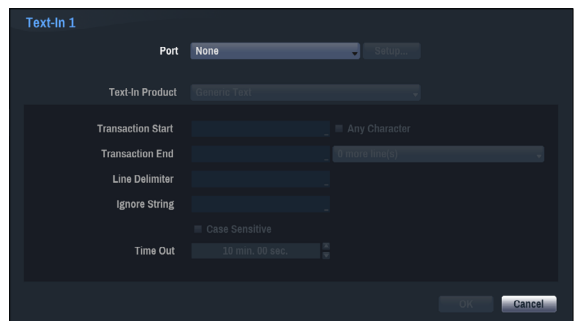 Text-In 1
Port None Setup...
Text-In Product Generic Text
Transaction Start Any Character
Transaction End 0 more line(s)
Line Delimiter
Ignore String
Case Sensitive
Time Out 10 min. 00 sec.
OK Cancel